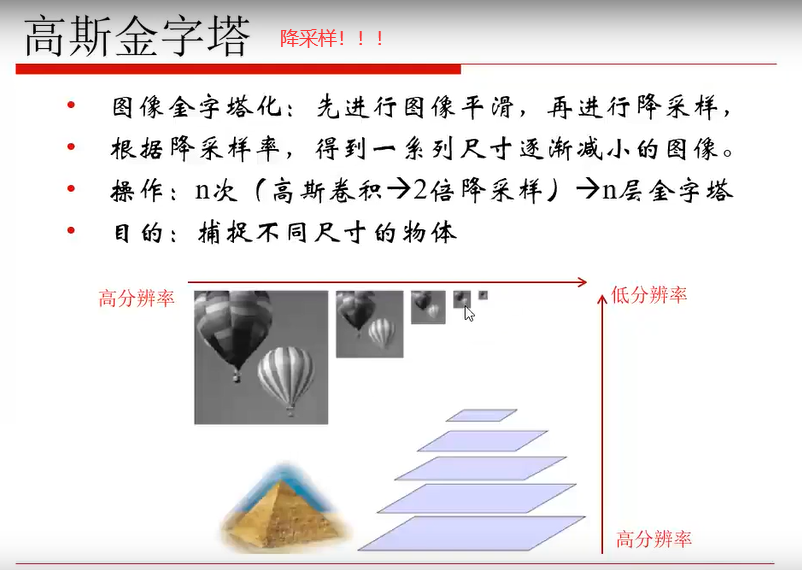 高斯金字塔
降采样！！！
图像金字塔化：先进行图像平滑，再进行降采样，
根据降采样率，得到一系列尺寸逐渐减小的图像。
操作：n次（高斯卷积→2倍降采样）→n层金字塔
目的：捕捉不同尺寸的物体
高分辨率
低分辨率
高分辨率